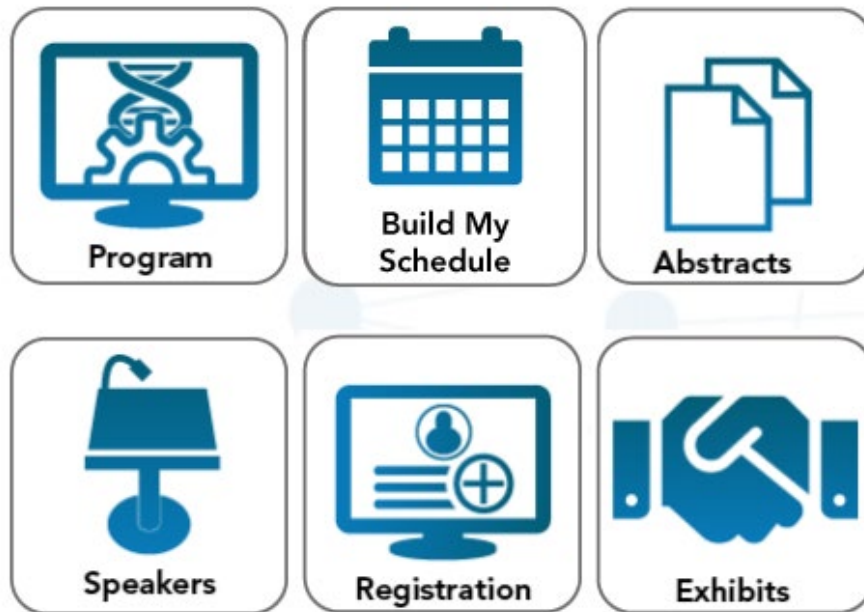 Program
Build My
Schedule
Abstracts
Speakers
Registration
Exhibits